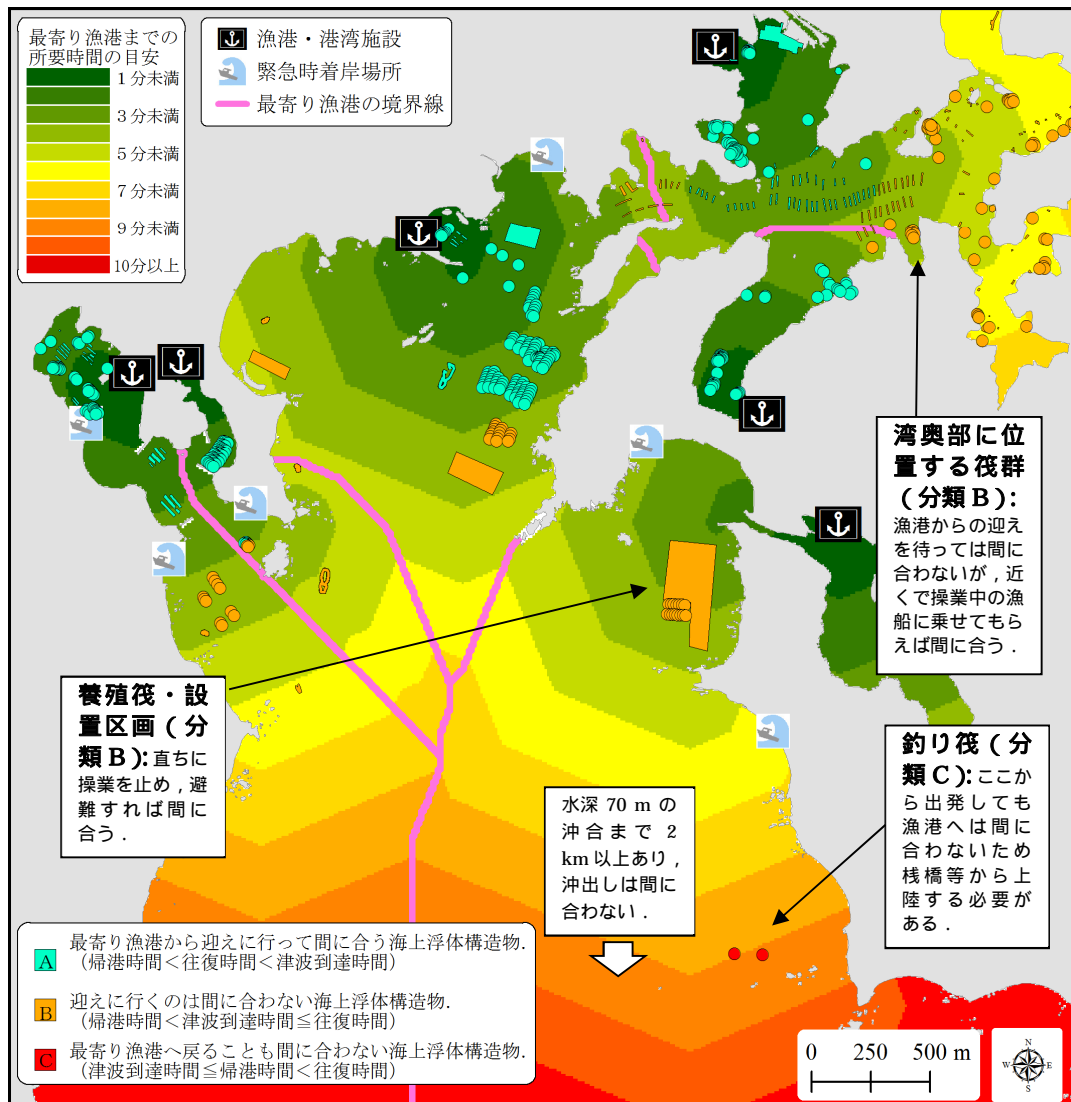 最寄り漁港までの
所要時間の目安
1分未満
3分未満
5分未満
7分未満
9分未満
10分以上
漁港・港湾施設
緊急時着岸場所
最寄り漁港の境界線
湾奥部に位
置する筏群
(分類B):
漁港からの迎え
を待っては間に
合わないが，近
くで操業中の漁
船に乗せてもら
えば間に合う．
養殖筏・設
置区画(分
類B):直ちに
操業を止め，避
難すれば間に
合う．
水深 70 m の
沖合まで 2
km 以上あり，
沖出しは間に
合わない．
釣り筏(分
類C):ここか
ら出発しても
漁港へは間に
合わないため
桟橋等から上
陸する必要が
ある．
A 最寄り漁港から迎えに行って間に合う海上浮体構造物.
(帰港時間＜往復時間＜津波到達時間)
B 迎えに行くのは間に合わない海上浮体構造物.
(帰港時間＜津波到達時間≦往復時間)
C 最寄り漁港へ戻ることも間に合わない海上浮体構造物.
(津波到達時間≦帰港時間＜往復時間)
0 250 500 m
N
W E
S